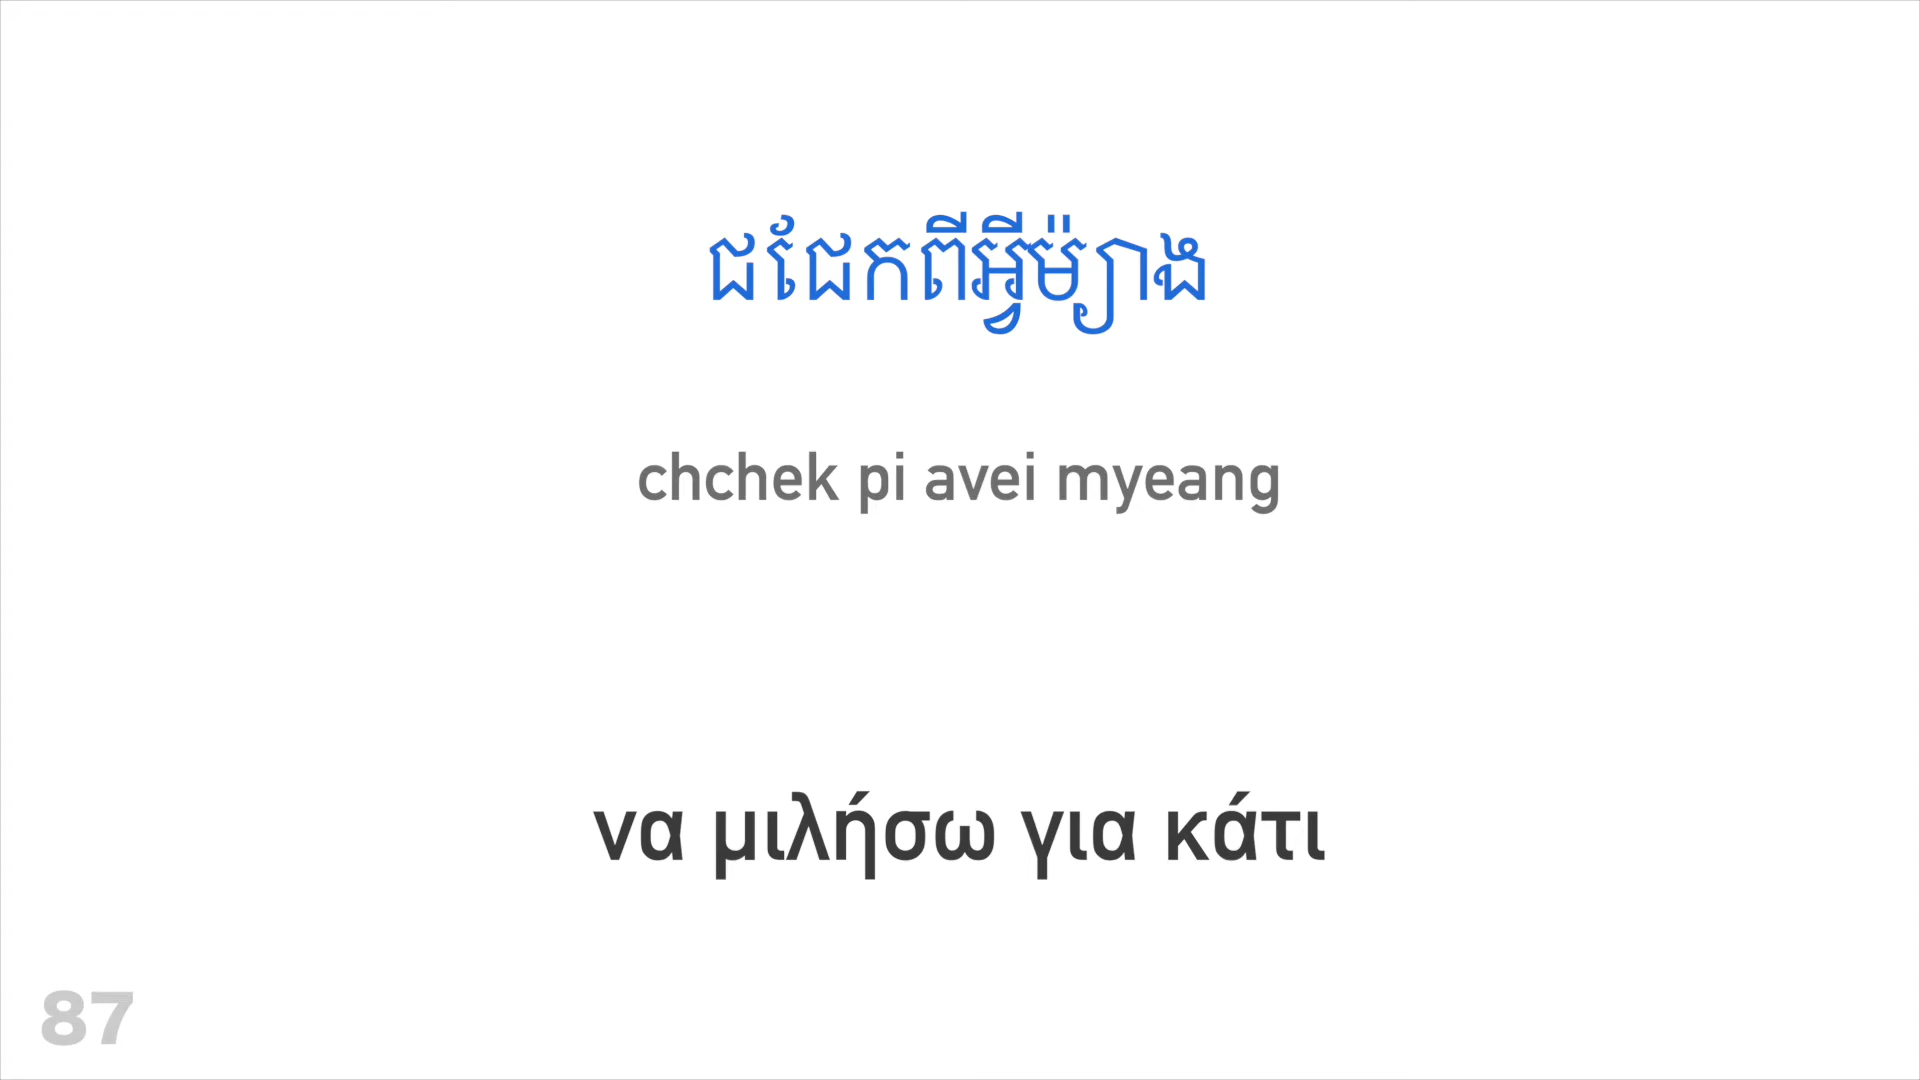 ជជែកពីអ្វីម៉្យាង
chchek pi avei myeang
να μιλήσω για κάτι
87